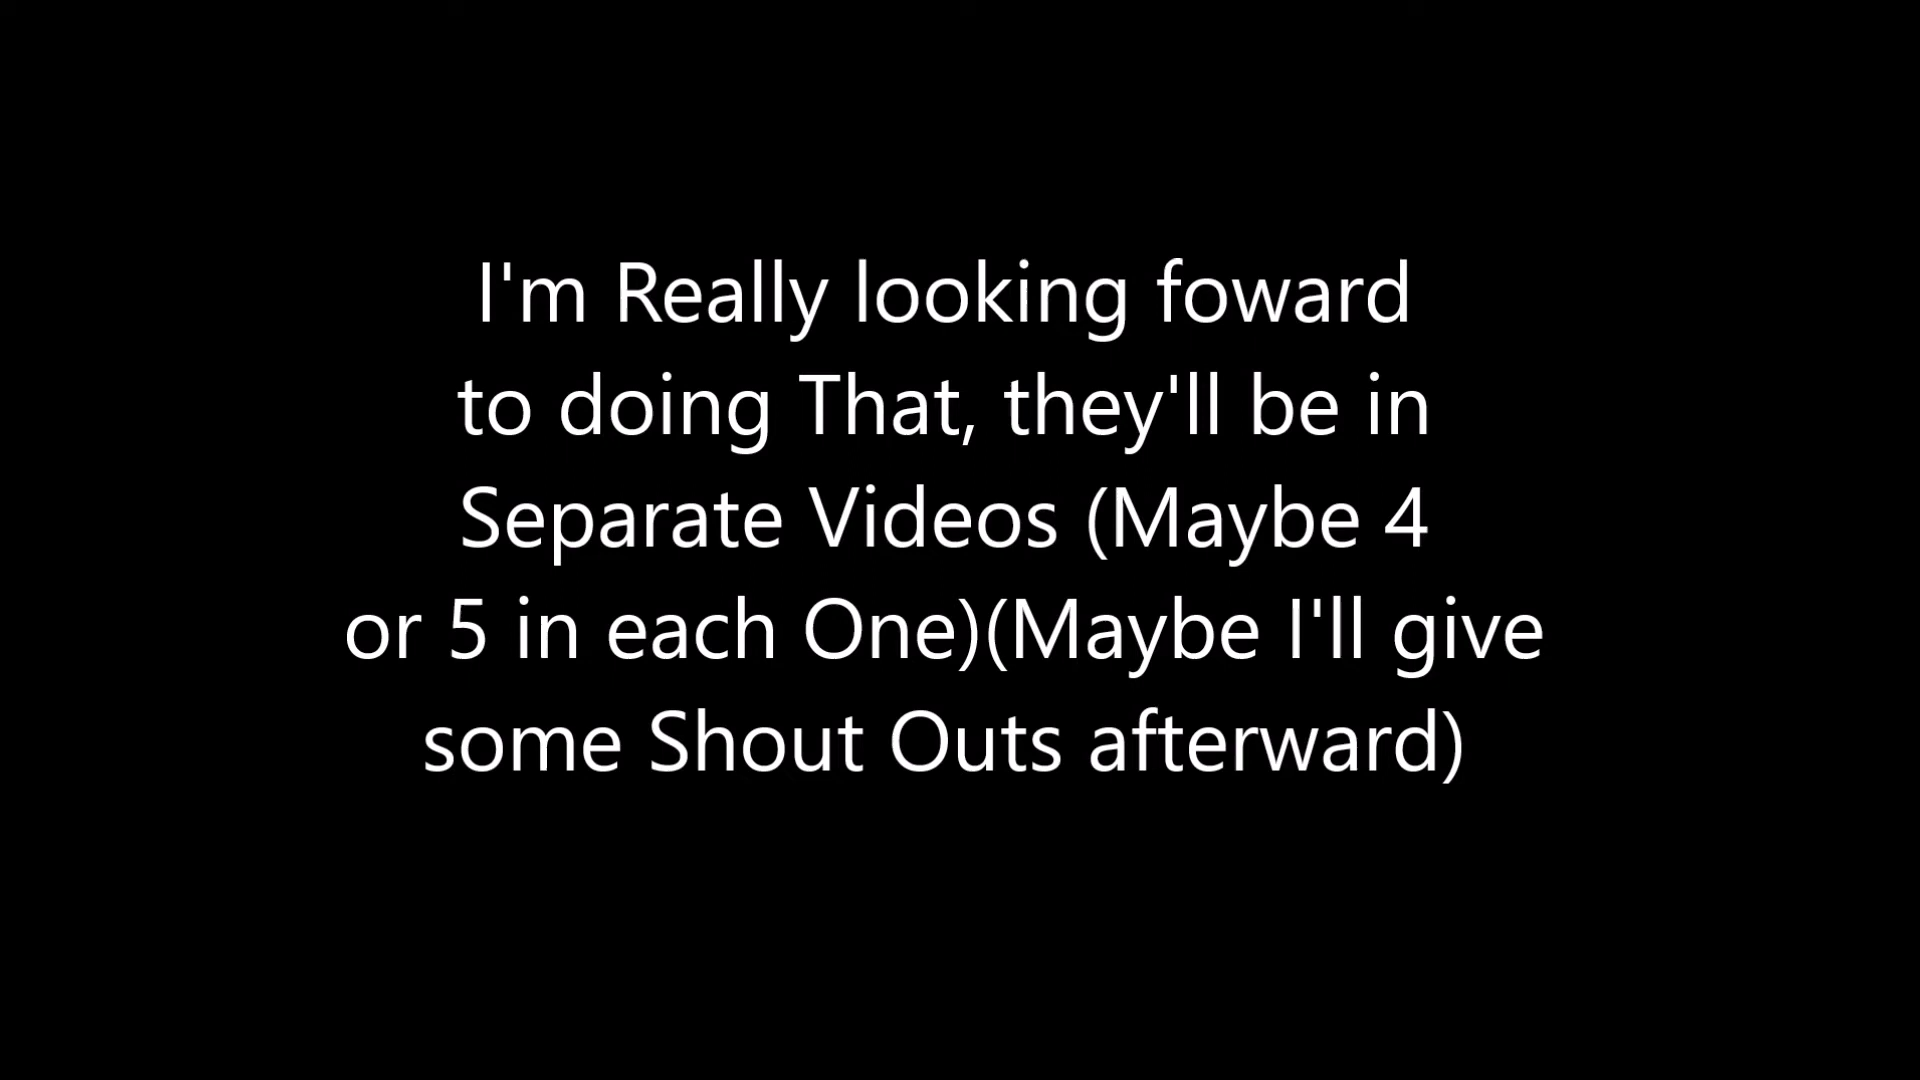 I'm Really looking foward
to doing That, they'll be in
Separate Videos (Maybe 4
or 5 in each One)(Maybe I'll give
some Shout Outs afterward)